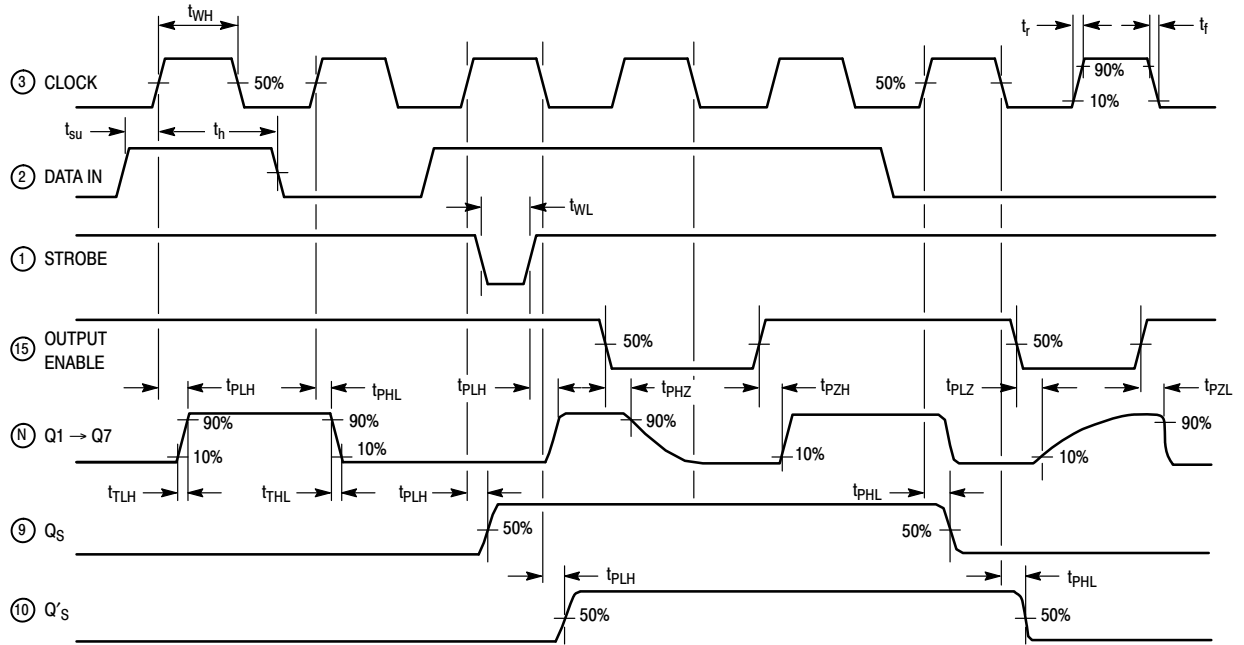 tWH
tr
tf
3 CLOCK
50%
50%
90%
10%
tsu
th
2 DATA IN
tWL
1 STROBE
15 OUTPUT
ENABLE
50%
50%
tPLH
tPHL
tPLH
tPHZ
tPZH
tPLZ
tPZL
N Q1 → Q7
90%
90%
90%
90%
10%
10%
10%
10%
tTLH
tTHL
tPLH
tPHL
9 QS
50%
50%
tPLH
tPHL
10 Q′S
50%
50%